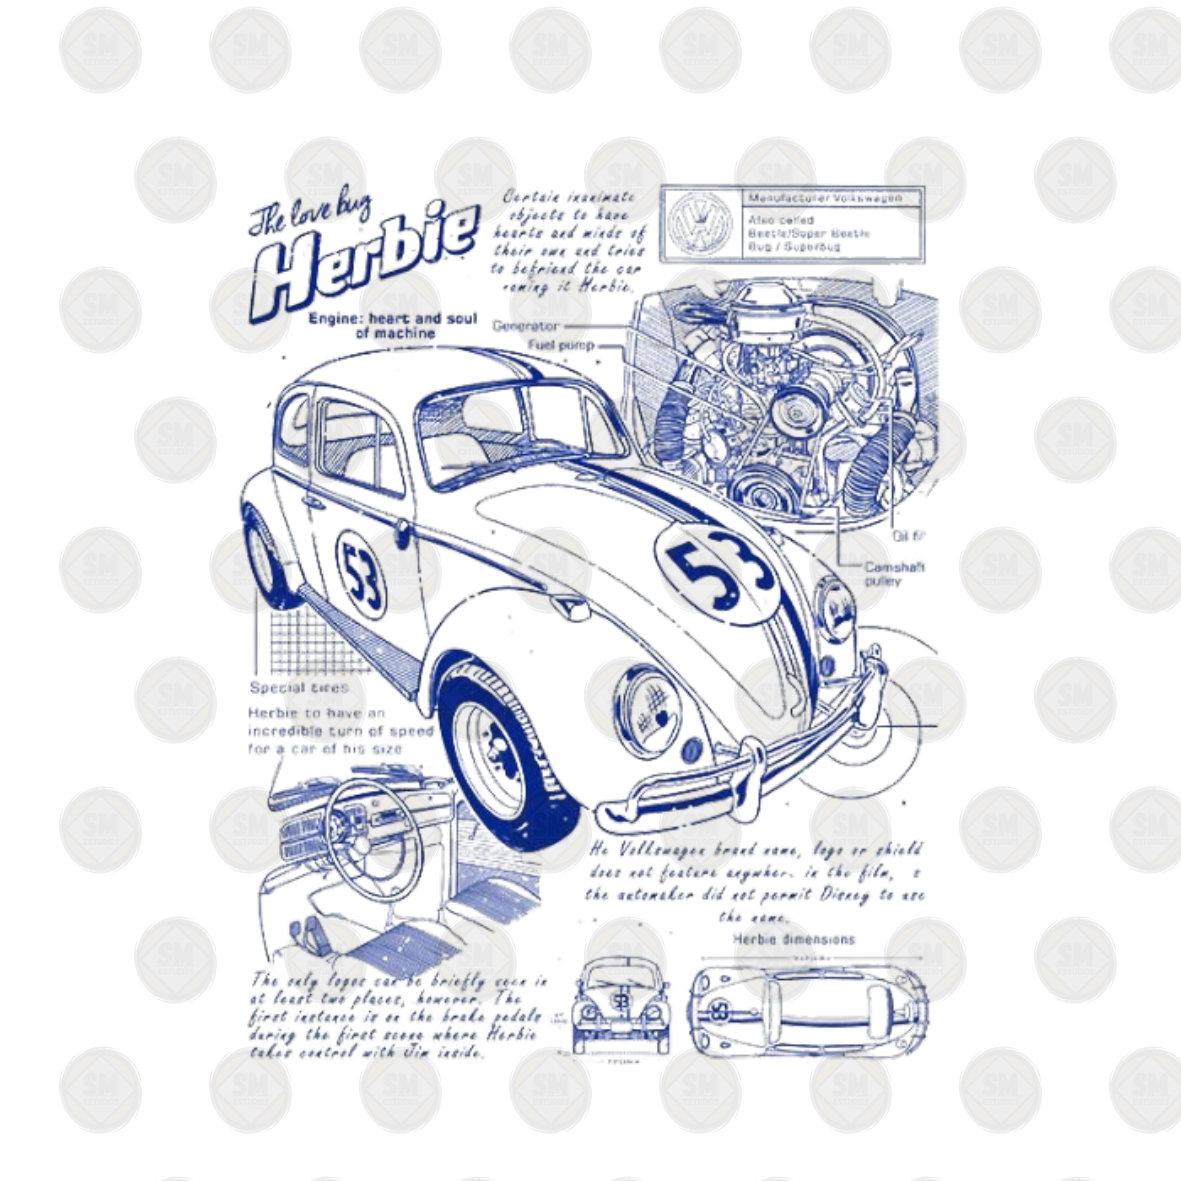 The love bug
Herbie
Engine: heart and soul
of machine
Certain inanimate
objects to have
hearts and minds of
their own and tries
to befriend the car
naming it Herbie.
Manufacturer Volkswagen
Also called
Beetle/Super Beetle
Bug / Superbug
Generator
Fuel pump
Oil fi
Camshaft
pulley
53
53
Special tires
Herbie to have an
incredible turn of speed
for a car of his size
He Volkswagen brand name, logo or shield
does not feature anywher. in the film, s
the automaker did not permit Disney to use
the name.
Herbie dimensions
The only logos can be briefly seen in
at least two places, however. The
first instance is on the brake pedals
during the first scene where Herbie
takes control with Jim inside.
53
53
SM